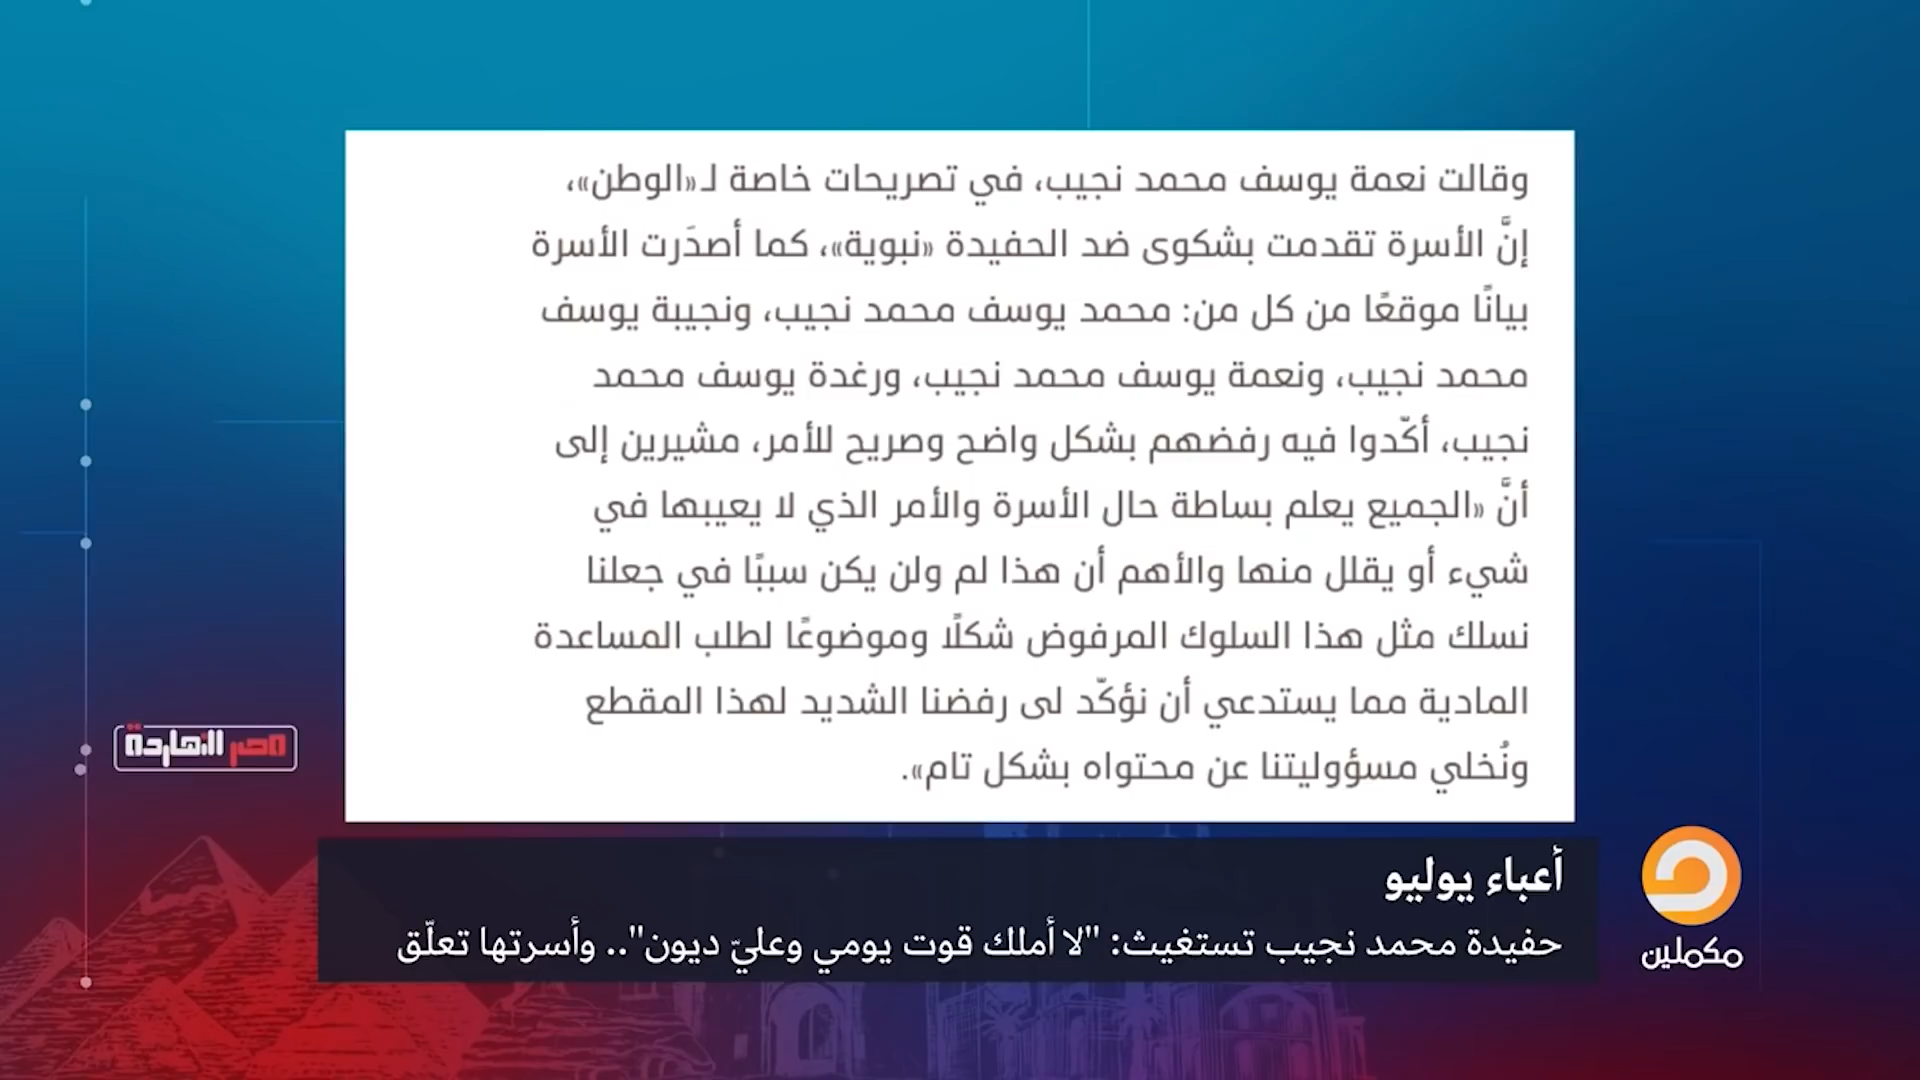 وقالت نعمة يوسف محمد نجيب، في تصريحات خاصة لـ«الوطن»،
إنَّ الأسرة تقدمت بشكوى ضد الحفيدة «نبوية»، كما أصدَرت الأسرة
بيانًا موقعًا من كل من: محمد يوسف محمد نجيب، ونجيبة يوسف
محمد نجيب، ونعمة يوسف محمد نجيب، ورغدة يوسف محمد
نجيب، أكّدوا فيه رفضهم بشكل واضح وصريح للأمر، مشيرين إلى
أنَّ «الجميع يعلم بساطة حال الأسرة والأمر الذي لا يعيبها في
شيء أو يقلل منها والأهم أن هذا لم ولن يكن سببًا في جعلنا
نسلك مثل هذا السلوك المرفوض شكلًا وموضوعًا لطلب المساعدة
المادية مما يستدعي أن نؤكّد لى رفضنا الشديد لهذا المقطع
ونُخلي مسؤوليتنا عن محتواه بشكل تام».
مصر النهاردة
أعباء يوليو
حفيدة محمد نجيب تستغيث: "لا أملك قوت يومي وعليّ ديون".. وأسرتها تعلّق
مكملين